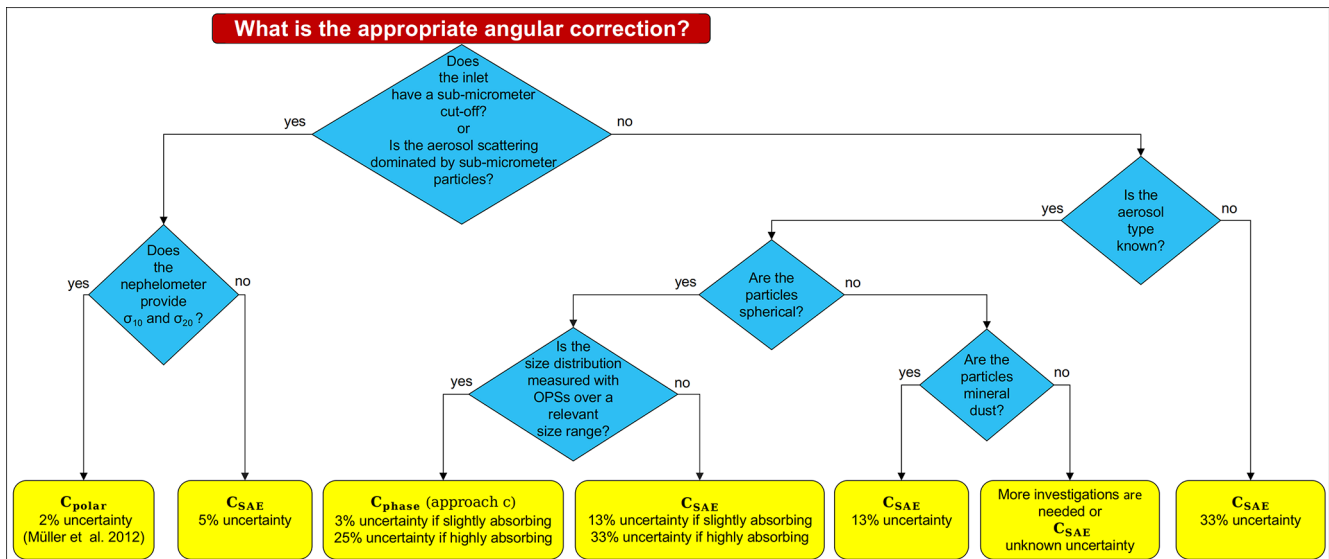 What is the appropriate angular correction?
Does
the inlet
have a sub-micrometer
cut-off?
or
Is the aerosol scattering
dominated by sub-micrometer
particles?
yes
no
Is the
aerosol
type
known?
yes
no
Does
the
nephelometer
provide
σ10 and σ20 ?
yes
no
Are the
particles
spherical?
yes
no
Is the
size distribution
measured with
OPSs over a
relevant
size range?
yes
no
Are the
particles
mineral
dust?
yes
no
Cpolar
2% uncertainty
(Müller et al. 2012)
CSAE
5% uncertainty
Cphase (approach c)
3% uncertainty if slightly absorbing
25% uncertainty if highly absorbing
CSAE
13% uncertainty if slightly absorbing
33% uncertainty if highly absorbing
CSAE
13% uncertainty
More investigations are
needed or
CSAE
unknown uncertainty
CSAE
33% uncertainty